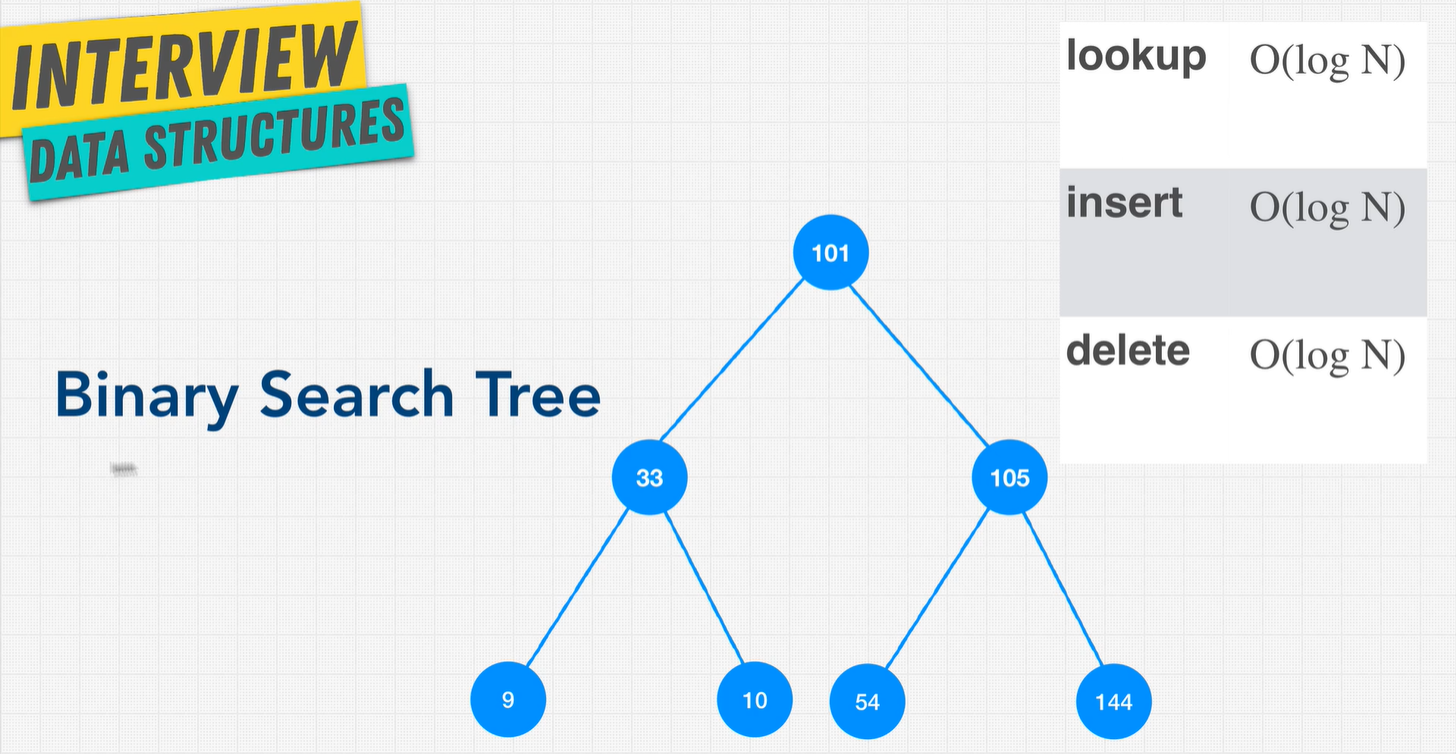 INTERVIEW
DATA STRUCTURES
lookup O(log N)
insert O(log N)
delete O(log N)
Binary Search Tree
101
33 105
9 10 54 144